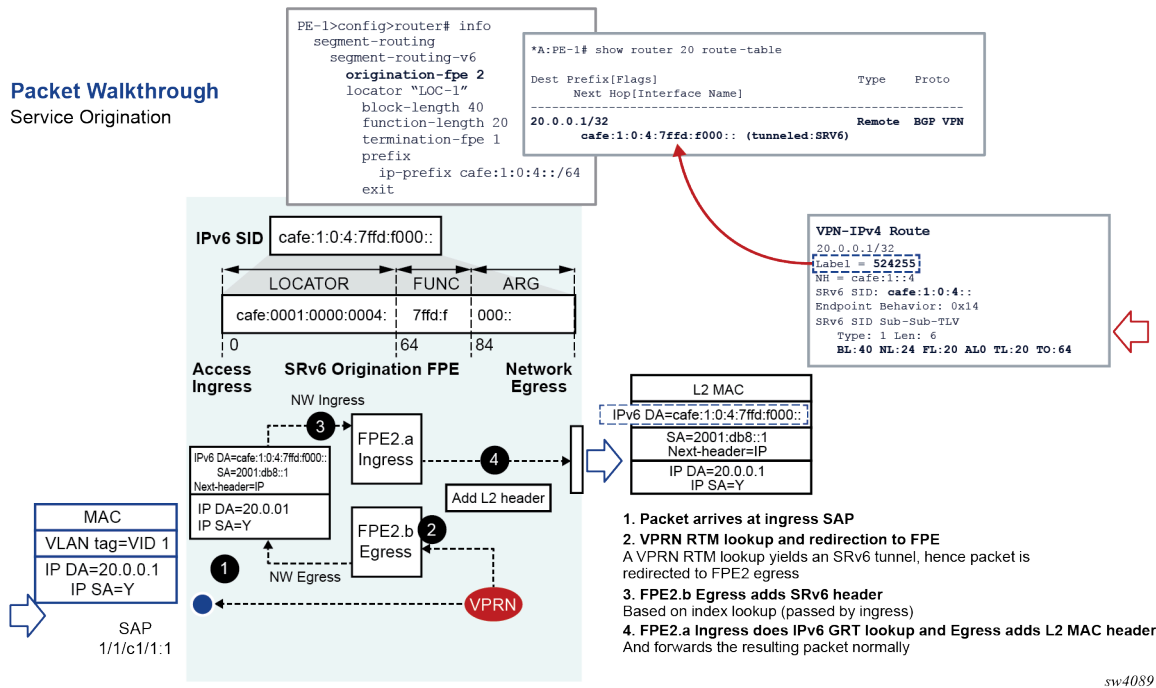 PE-1>config>router# info
segment-routing
segment-routing-v6
origination-fpe 2
locator “LOC-1”
block-length 40
function-length 20
termination-fpe 1
prefix
ip-prefix cafe:1:0:4::/64
exit
*A:PE-1# show router 20 route-table
Dest Prefix[Flags] Type Proto
Next Hop[Interface Name]
-------------------------------------------------------------
20.0.0.1/32 Remote BGP VPN
cafe:1:0:4:7ffd:f000:: (tunneled:SRV6)
Packet Walkthrough
Service Origination
VPN-IPv4 Route
20.0.0.1/32
Label = 524255
NH = cafe:1::4
SRv6 SID: cafe:1:0:4::
Endpoint Behavior: 0x14
SRv6 SID Sub-Sub-TLV
Type: 1 Len: 6
BL:40 NL:24 FL:20 AL0 TL:20 TO:64
IPv6 SID cafe:1:0:4:7ffd:f000::
LOCATOR FUNC ARG
cafe:0001:0000:0004: 7ffd:f 000::
0 64 84
Access
Ingress
SRv6 Origination FPE
Network
Egress
NW Ingress
3
FPE2.a
Ingress
4
Add L2 header
IPv6 DA=cafe:1:0:4:7ffd:f000::
SA=2001:db8::1
Next-header=IP
IP DA=20.0.01
IP SA=Y
FPE2.b
Egress
2
1
NW Egress
VPRN
MAC
VLAN tag=VID 1
IP DA=20.0.0.1
IP SA=Y
SAP
1/1/c1/1:1
L2 MAC
IPv6 DA=cafe:1:0:4:7ffd:f000::
SA=2001:db8::1
Next-header=IP
IP DA=20.0.0.1
IP SA=Y
1. Packet arrives at ingress SAP
2. VPRN RTM lookup and redirection to FPE
A VPRN RTM lookup yields an SRv6 tunnel, hence packet is
redirected to FPE2 egress
3. FPE2.b Egress adds SRv6 header
Based on index lookup (passed by ingress)
4. FPE2.a Ingress does IPv6 GRT lookup and Egress adds L2 MAC header
And forwards the resulting packet normally
sw4089